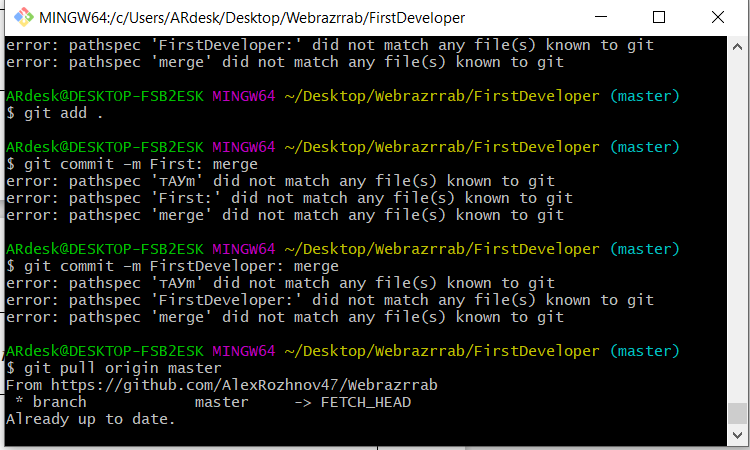 MINGW64:/c/Users/ARdesk/Desktop/Webrazrrab/FirstDeveloper
error: pathspec 'FirstDeveloper:' did not match any file(s) known to git
error: pathspec 'merge' did not match any file(s) known to git
ARdesk@DESKTOP-FSB2ESK MINGW64 ~/Desktop/Webrazrrab/FirstDeveloper (master)
$ git add .
ARdesk@DESKTOP-FSB2ESK MINGW64 ~/Desktop/Webrazrrab/FirstDeveloper (master)
$ git commit –m First: merge
error: pathspec 'тАУm' did not match any file(s) known to git
error: pathspec 'First:' did not match any file(s) known to git
error: pathspec 'merge' did not match any file(s) known to git
ARdesk@DESKTOP-FSB2ESK MINGW64 ~/Desktop/Webrazrrab/FirstDeveloper (master)
$ git commit –m FirstDeveloper: merge
error: pathspec 'тАУm' did not match any file(s) known to git
error: pathspec 'FirstDeveloper:' did not match any file(s) known to git
error: pathspec 'merge' did not match any file(s) known to git
ARdesk@DESKTOP-FSB2ESK MINGW64 ~/Desktop/Webrazrrab/FirstDeveloper (master)
$ git pull origin master
From https://github.com/AlexRozhnov47/Webrazrrab
 * branch            master     -> FETCH_HEAD
Already up to date.